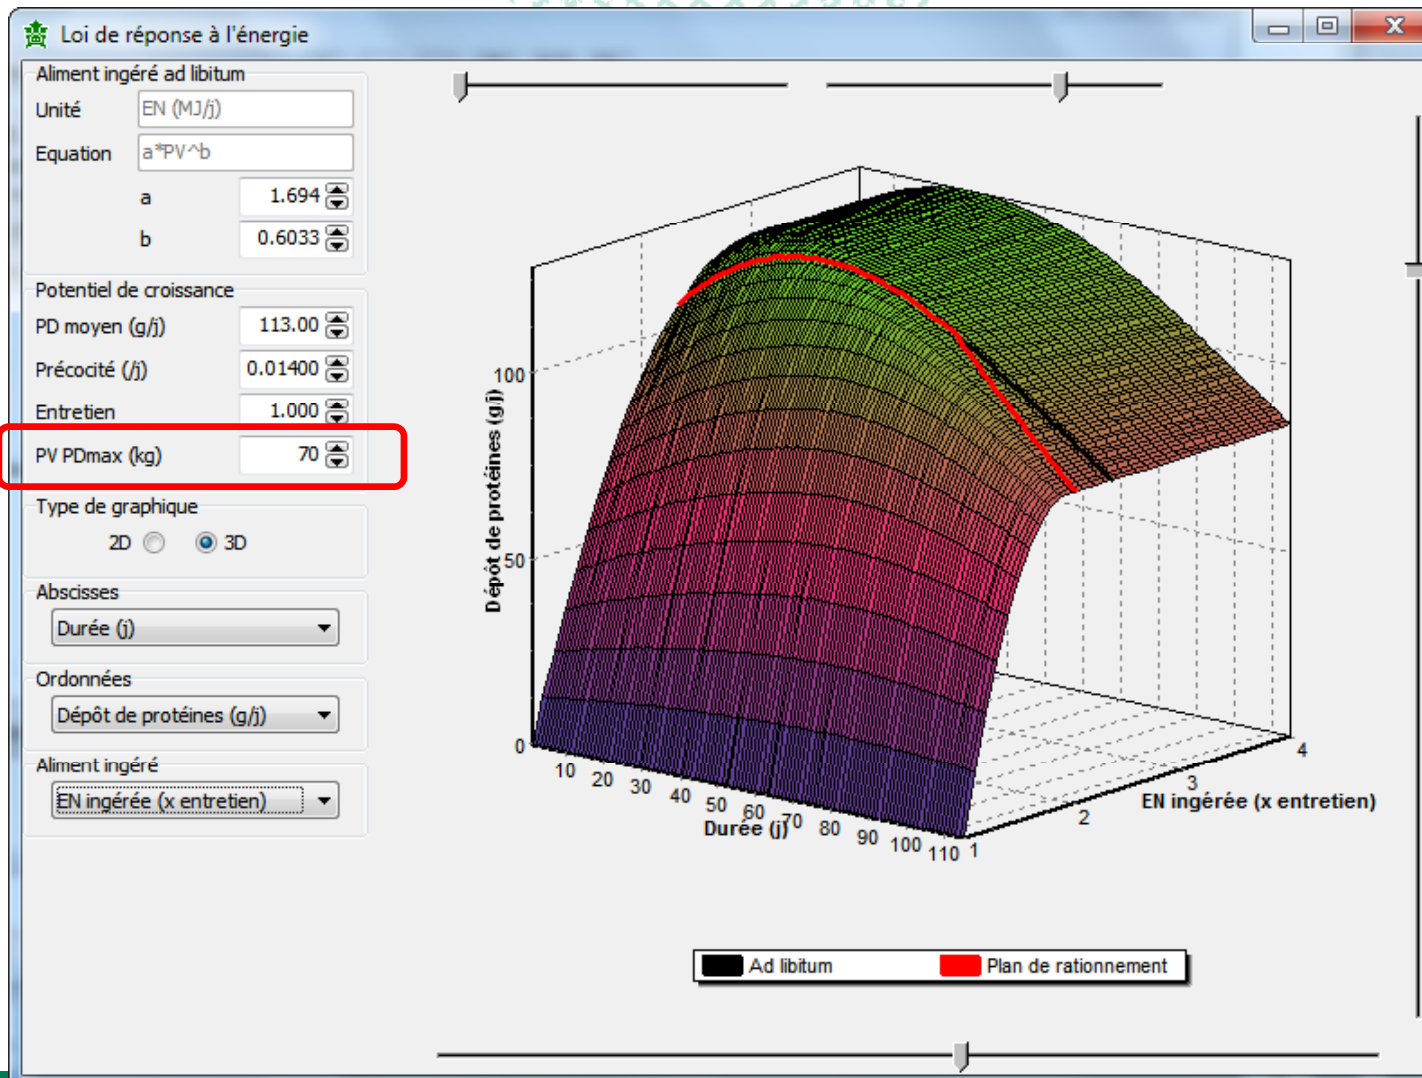 Loi de réponse à l'énergie
Aliment ingéré ad libitum
Unité EN (MJ/j)
Equation a*PV^b
a 1.694
b 0.6033
Potentiel de croissance
PD moyen (g/j) 113.00
Précocité (/j) 0.01400
Entretien 1.000
PV PDmax (kg) 70
Type de graphique
2D 3D
Abscisses
Durée (j)
Ordonnées
Dépôt de protéines (g/j)
Aliment ingéré
EN ingérée (x entretien)
Dépôt de protéines (g/j)
100
50
0
10 20 30 40 50 60 70 80 90 100 110
Durée (j)
1 2 3 4
EN ingérée (x entretien)
Ad libitum Plan de rationnement